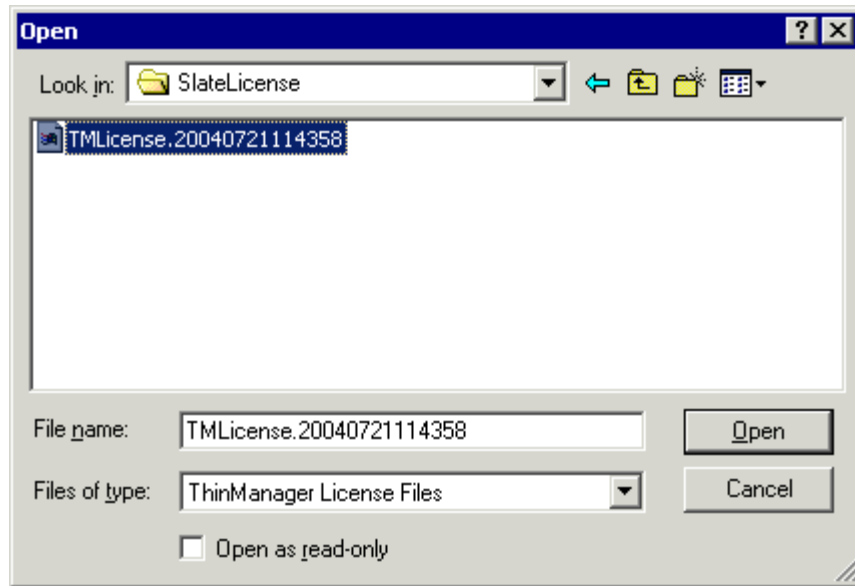 Open
Look in: SlateLicense
TMLicense.20040721114358
File name: TMLicense.20040721114358 Open
Files of type: ThinManager License Files Cancel
Open as read-only